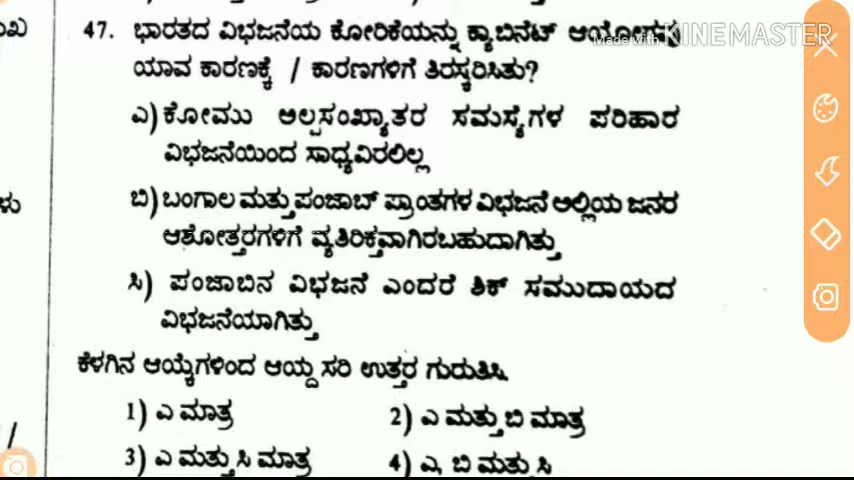 47. ಭಾರತದ ವಿಭಜನೆಯ ಕೋರಿಕೆಯನ್ನು ಕ್ಯಾಬಿನೆಟ್ ಆಯೋಗವು
Made with KINEMASTER
ಯಾವ ಕಾರಣಕ್ಕೆ / ಕಾರಣಗಳಿಗೆ ತಿರಸ್ಕರಿಸಿತು?
ಎ) ಕೋಮು ಅಲ್ಪಸಂಖ್ಯಾತರ ಸಮಸ್ಯೆಗಳ ಪರಿಹಾರ
ವಿಭಜನೆಯಿಂದ ಸಾಧ್ಯವಿರಲಿಲ್ಲ
ಬಿ) ಬಂಗಾಲ ಮತ್ತು ಪಂಜಾಬ್ ಪ್ರಾಂತಗಳ ವಿಭಜನೆ ಅಲ್ಲಿಯ ಜನರ
ಆಶೋತ್ತರಗಳಿಗೆ ವ್ಯತಿರಿಕ್ತವಾಗಿರಬಹುದಾಗಿತ್ತು
ಸಿ) ಪಂಜಾಬಿನ ವಿಭಜನೆ ಎಂದರೆ ಶಿಕ್ ಸಮುದಾಯದ
ವಿಭಜನೆಯಾಗಿತ್ತು
ಕೆಳಗಿನ ಆಯ್ಕೆಗಳಿಂದ ಆಯ್ದ ಸರಿ ಉತ್ತರ ಗುರುತಿಸಿ
1) ಎ ಮಾತ್ರ 2) ಎ ಮತ್ತು ಬಿ ಮಾತ್ರ
3) ಎ ಮತ್ತು ಸಿ ಮಾತ್ರ 4) ಎ, ಬಿ ಮತ್ತು ಸಿ